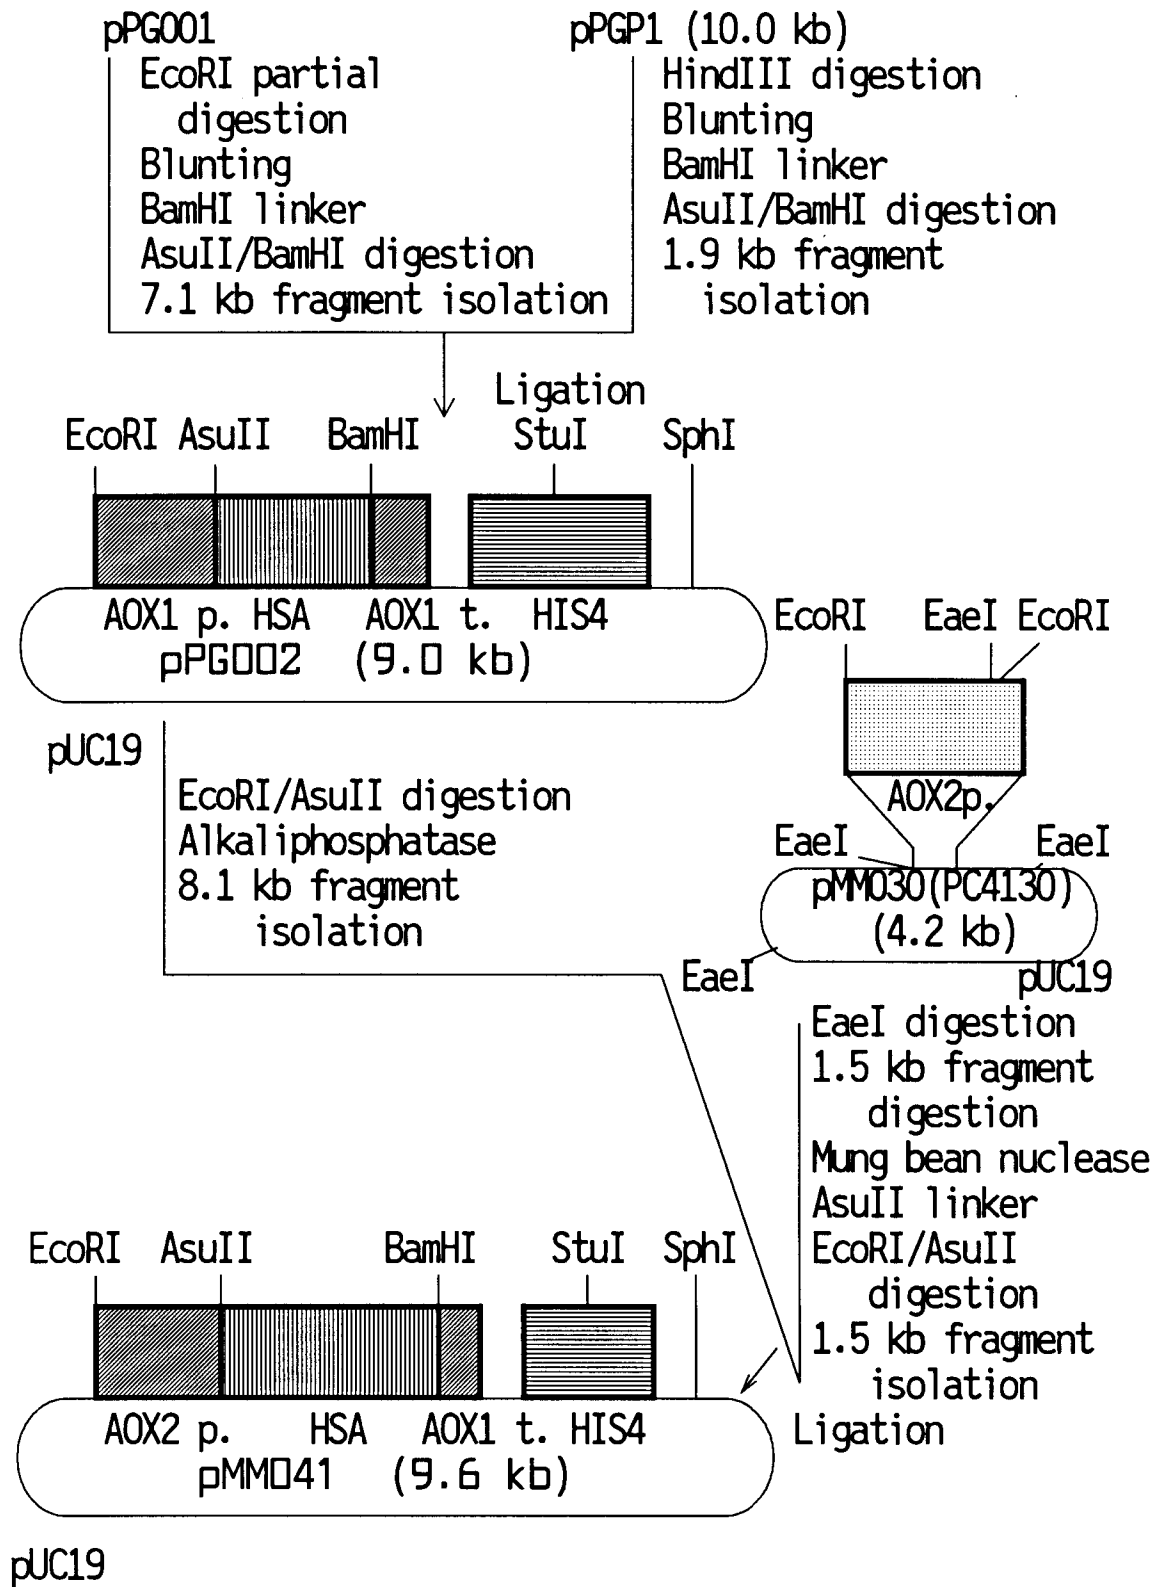 pPG001
EcoRI partial
digestion
Blunting
BamHI linker
AsuII/BamHI digestion
7.1 kb fragment isolation
pPGP1 (10.0 kb)
HindIII digestion
Blunting
BamHI linker
AsuII/BamHI digestion
1.9 kb fragment
isolation
Ligation
EcoRI AsuII BamHI StuI SphI
AOX1 p. HSA AOX1 t. HIS4
pPG002 (9.0 kb)
pUC19
EcoRI/AsuII digestion
Alkaliphosphatase
8.1 kb fragment
isolation
EcoRI EaeI EcoRI
AOX2p.
EaeI EaeI
pMM030(PC4130)
(4.2 kb)
EaeI
pUC19
EaeI digestion
1.5 kb fragment
digestion
Mung bean nuclease
AsuII linker
EcoRI/AsuII
digestion
1.5 kb fragment
isolation
Ligation
EcoRI AsuII BamHI StuI SphI
AOX2 p. HSA AOX1 t. HIS4
pMM041 (9.6 kb)
pUC19